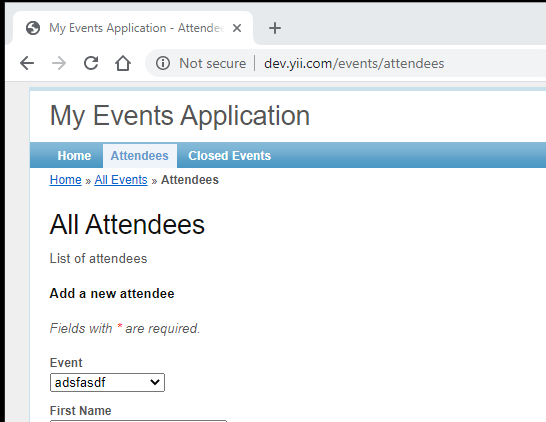 My Events Application - Attendee
Not secure | dev.yii.com/events/attendees
My Events Application
Home Attendees Closed Events
Home » All Events » Attendees
All Attendees
List of attendees
Add a new attendee
Fields with * are required.
Event
adsfasdf
First Name